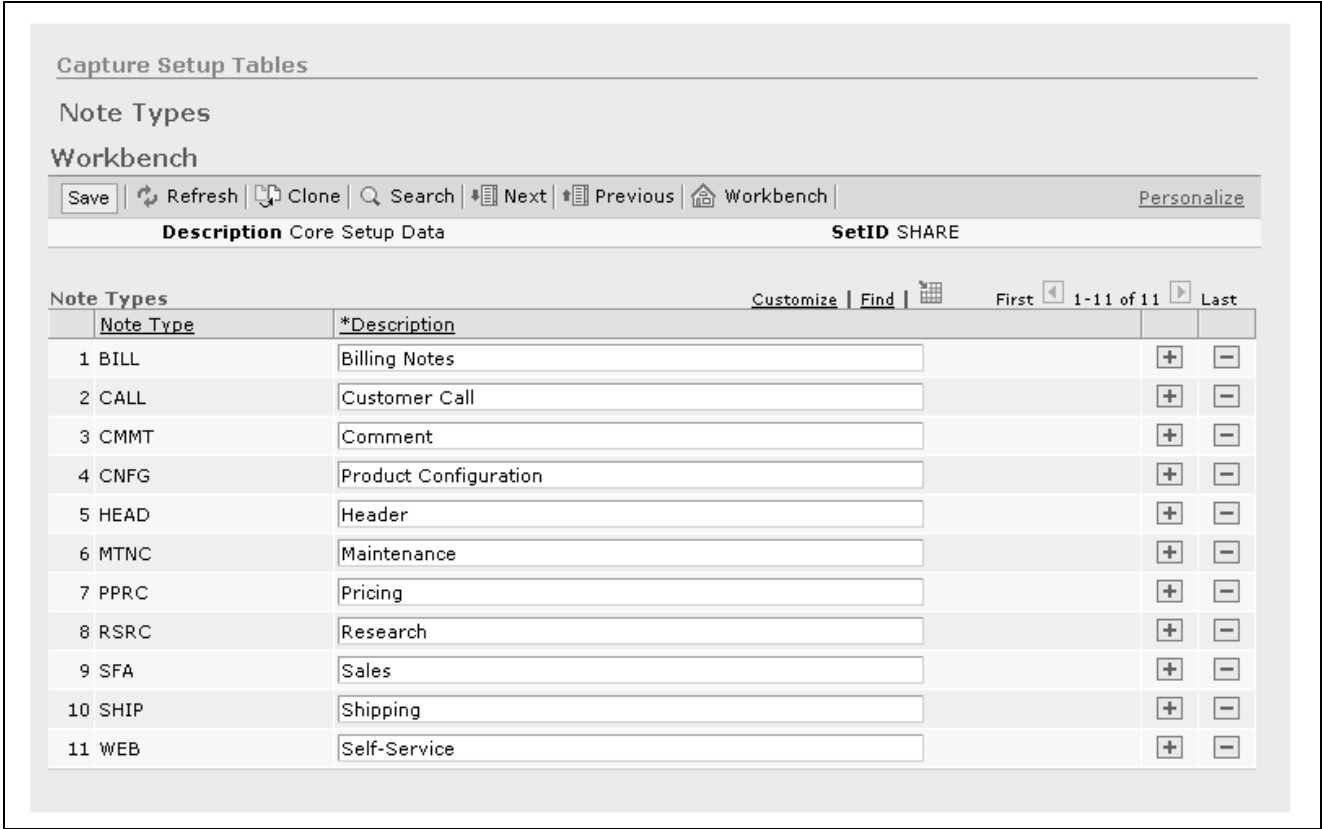 Capture Setup Tables
Note Types
Workbench
Save | Refresh | Clone | Search | Next | Previous | Workbench | Personalize
Description Core Setup Data SetID SHARE
Note Types Customize | Find | First 1-11 of 11 Last
Note Type *Description
1 BILL Billing Notes
2 CALL Customer Call
3 CMMT Comment
4 CNFG Product Configuration
5 HEAD Header
6 MTNC Maintenance
7 PPRC Pricing
8 RSRC Research
9 SFA Sales
10 SHIP Shipping
11 WEB Self-Service